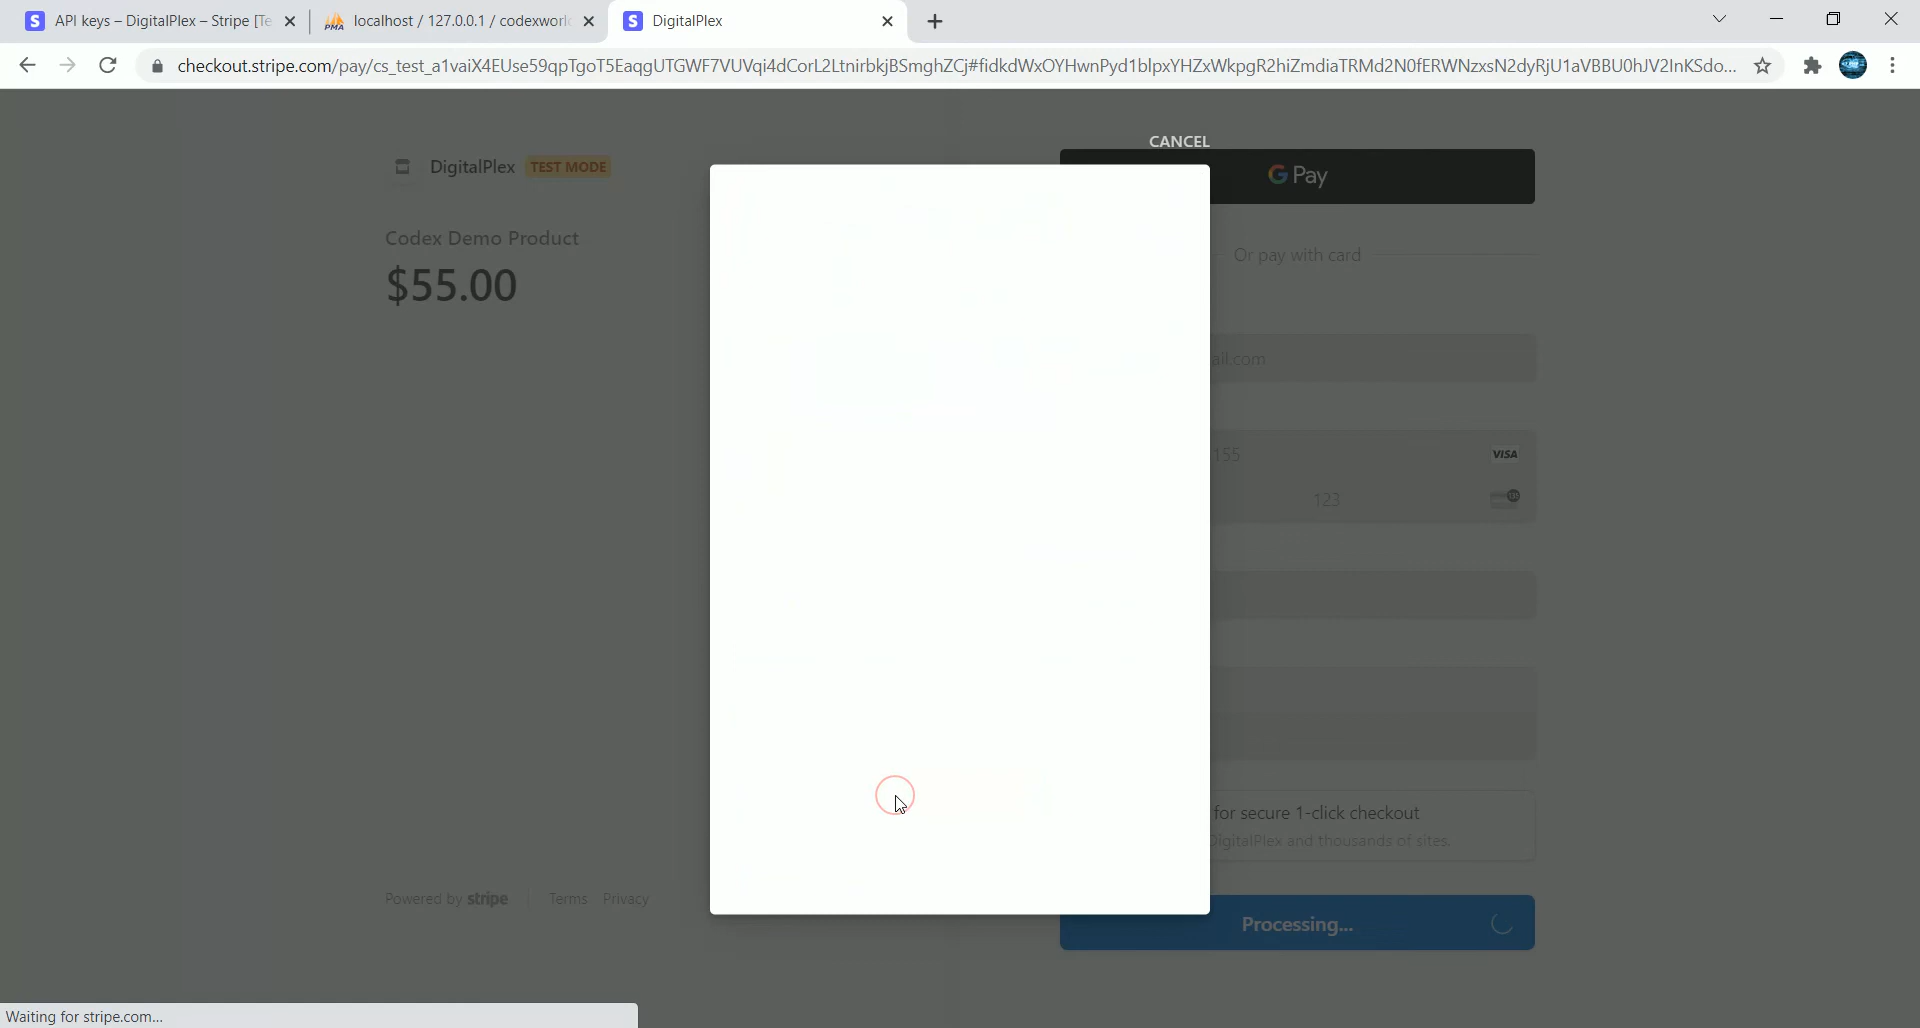 API keys – DigitalPlex – Stripe [Te
localhost / 127.0.0.1 / codexworl
DigitalPlex
checkout.stripe.com/pay/cs_test_a1vaiX4EUse59qpTgoT5EaqgUTGWF7VUVqi4dCorL2LtnirbkjBSmghZCj#fidkdWxOYHwnPyd1blpxYHZxWkpgR2hiZmdiaTRMd2N0fERWNzxsN2dyRjU1aVBBU0hJV2lnKSdo...
CANCEL
DigitalPlex TEST MODE
G Pay
Codex Demo Product
$55.00
Or pay with card
ail.com
155 VISA
123
for secure 1-click checkout
DigitalPlex and thousands of sites.
Powered by stripe Terms Privacy
Processing...
Waiting for stripe.com...